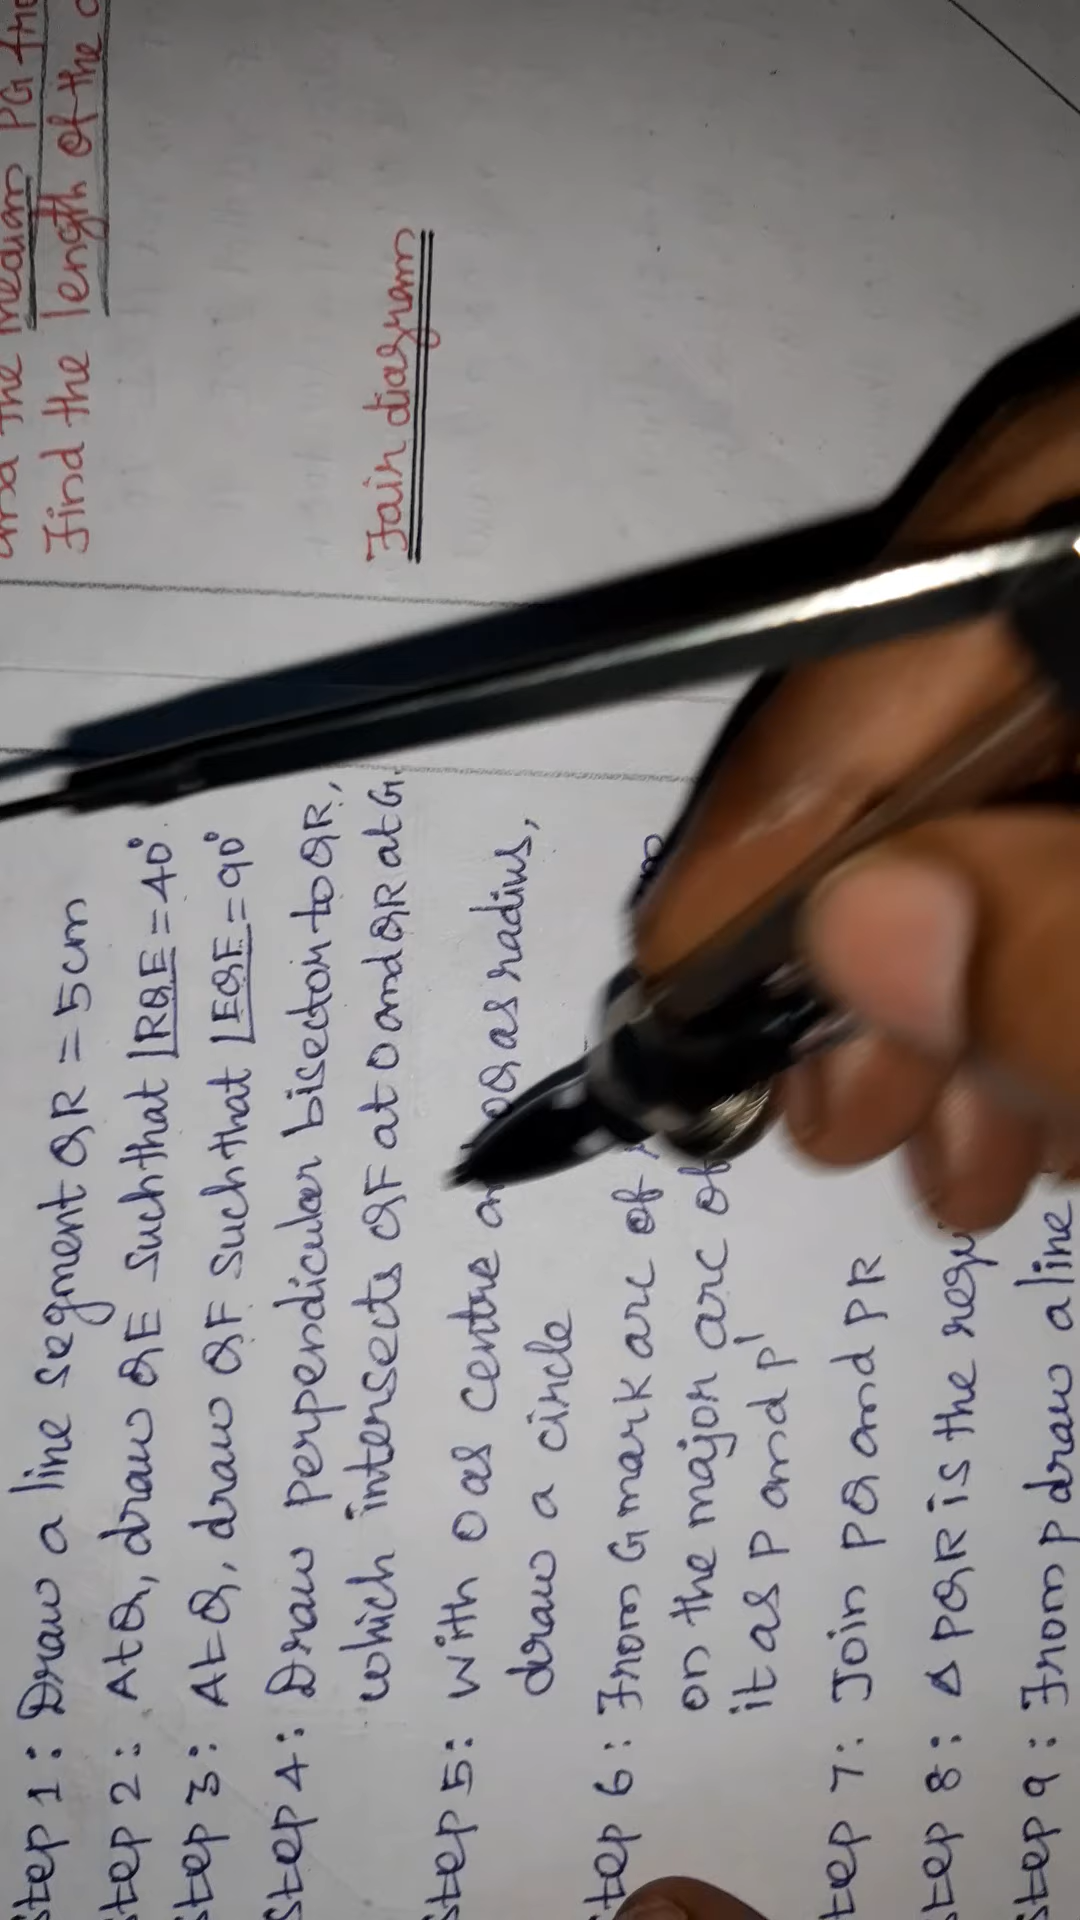 and the median PG fro
Find the length of the
Fair diagram
Step 1: Draw a line segment QR = 5cm
Step 2: At Q, draw QE such that ∟RQE = 40°
Step 3: At Q, draw QF such that ∟EQF = 90°
Step 4: Draw perpendicular bisector to QR,
which intersects QF at O and QR at G.
Step 5: With O as centre and OQ as radius,
draw a circle
Step 6: From G mark arc of
on the major arc of
it as P and P'
Step 7: Join PQ and PR
Step 8: Δ PQR is the requ
Step 9: From P draw a line